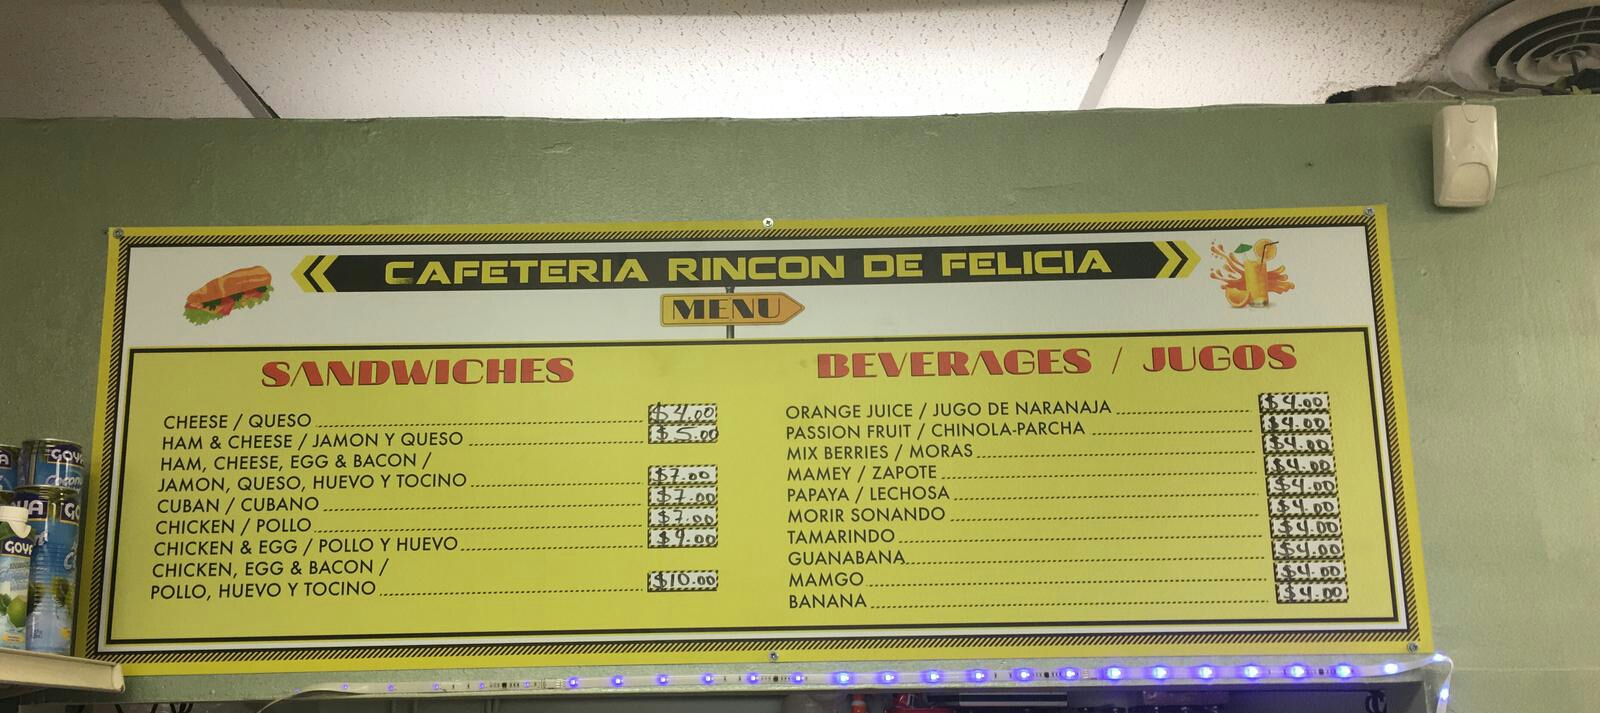 CAFETERIA RINCON DE FELICIA
MENU
SANDWICHES
CHEESE / QUESO $4.00
HAM & CHEESE / JAMON Y QUESO $5.00
HAM, CHEESE, EGG & BACON /
JAMON, QUESO, HUEVO Y TOCINO $7.00
CUBAN / CUBANO $7.00
CHICKEN / POLLO $7.00
CHICKEN & EGG / POLLO Y HUEVO $9.00
CHICKEN, EGG & BACON /
POLLO, HUEVO Y TOCINO $10.00
BEVERAGES / JUGOS
ORANGE JUICE / JUGO DE NARANAJA $4.00
PASSION FRUIT / CHINOLA-PARCHA $4.00
MIX BERRIES / MORAS $4.00
MAMEY / ZAPOTE $4.00
PAPAYA / LECHOSA $4.00
MORIR SONANDO $4.00
TAMARINDO $4.00
GUANABANA $4.00
MAMGO $4.00
BANANA $4.00
GOYA
GOYA